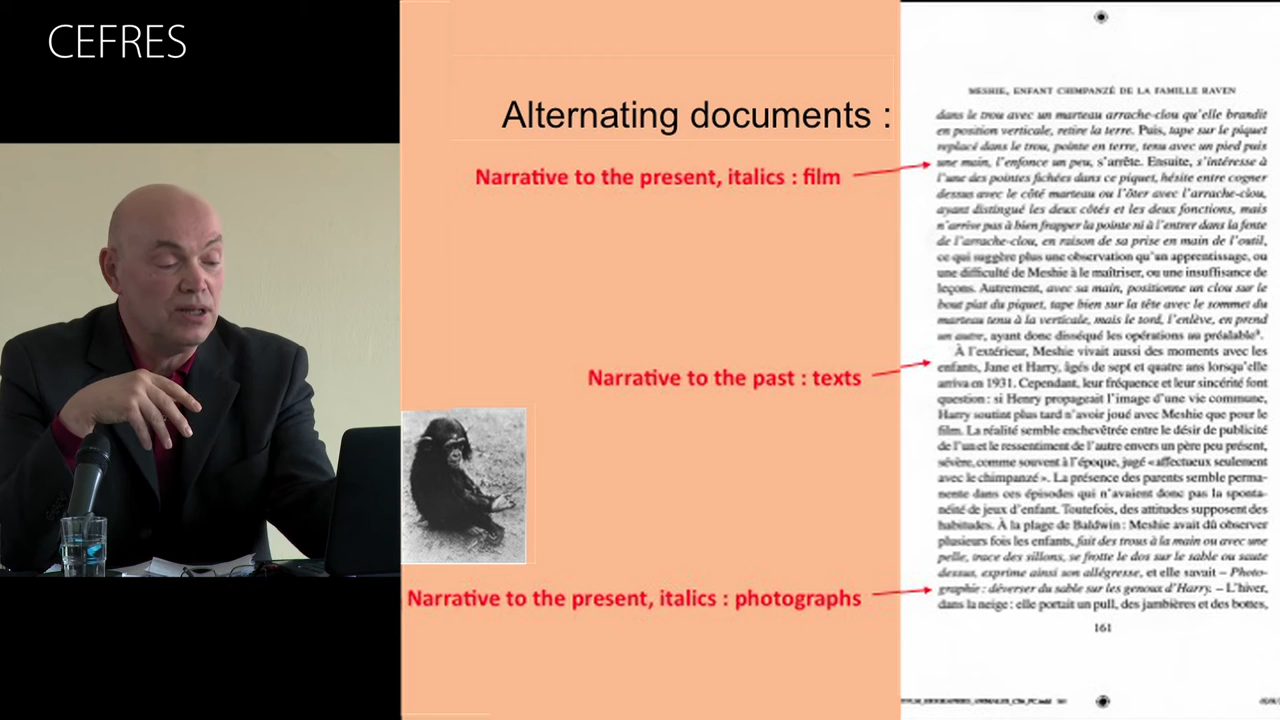 CEFRES
Alternating documents :
Narrative to the present, italics : film
Narrative to the past : texts
Narrative to the present, italics : photographs
MESHIE, ENFANT CHIMPANZÉ DE LA FAMILLE RAVEN
dans le trou avec un marteau arrache-clou qu'elle brandit
en position verticale, retire la terre. Puis, tape sur le piquet
replacé dans le trou, pointe en terre, tenu avec un pied puis
une main, l'enfonce un peu, s'arrête. Ensuite, s'intéresse à
l'une des pointes fichées dans ce piquet, hésite entre cogner
dessus avec le côté marteau ou l'ôter avec l'arrache-clou,
ayant distingué les deux côtés et les deux fonctions, mais
n'arrive pas à bien frapper la pointe ni à l'entrer dans la fente
de l'arrache-clou, en raison de sa prise en main de l'outil,
ce qui suggère plus une observation qu'un apprentissage, ou
une difficulté de Meshie à le maîtriser, ou une insuffisance de
leçons. Autrement, avec sa main, positionne un clou sur le
bout plat du piquet, tape bien sur la tête avec le sommet du
marteau tenu à la verticale, mais le tord, l'enlève, en prend
un autre, ayant donc disséqué les opérations au préalable⁹.
À l'extérieur, Meshie vivait aussi des moments avec les
enfants, Jane et Harry, âgés de sept et quatre ans lorsqu'elle
arriva en 1931. Cependant, leur fréquence et leur sincérité font
question : si Henry propageait l'image d'une vie commune,
Harry soutint plus tard n'avoir joué avec Meshie que pour le
film. La réalité semble enchevêtrée entre le désir de publicité
de l'un et le ressentiment de l'autre envers un père peu présent,
sévère, comme souvent à l'époque, jugé « affectueux seulement
avec le chimpanzé ». La présence des parents semble perma-
nente dans ces épisodes qui n'avaient donc pas la sponta-
néité de jeux d'enfant. Toutefois, des attitudes supposent des
habitudes. À la plage de Baldwin : Meshie avait dû observer
plusieurs fois les enfants, fait des trous à la main ou avec une
pelle, trace des sillons, se frotte le dos sur le sable ou saute
dessus, exprime ainsi son allégresse, et elle savait – Photo-
graphie : déverser du sable sur les genoux d'Harry. – L'hiver,
dans la neige : elle portait un pull, des jambières et des bottes,
161